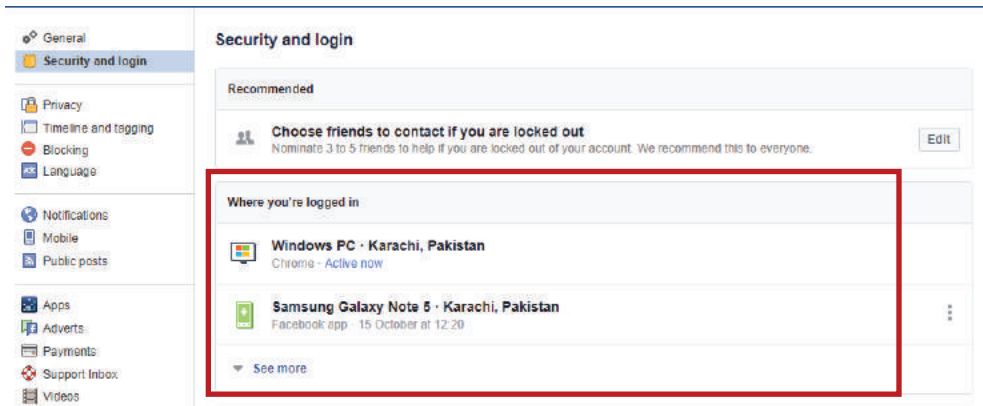 General
Security and login
Privacy
Timeline and tagging
Blocking
Language
Notifications
Mobile
Public posts
Apps
Adverts
Payments
Support Inbox
Videos
Security and login
Recommended
Choose friends to contact if you are locked out
Nominate 3 to 5 friends to help if you are locked out of your account. We recommend this to everyone.
Edit
Where you're logged in
Windows PC · Karachi, Pakistan
Chrome · Active now
Samsung Galaxy Note 5 · Karachi, Pakistan
Facebook app · 15 October at 12:20
See more